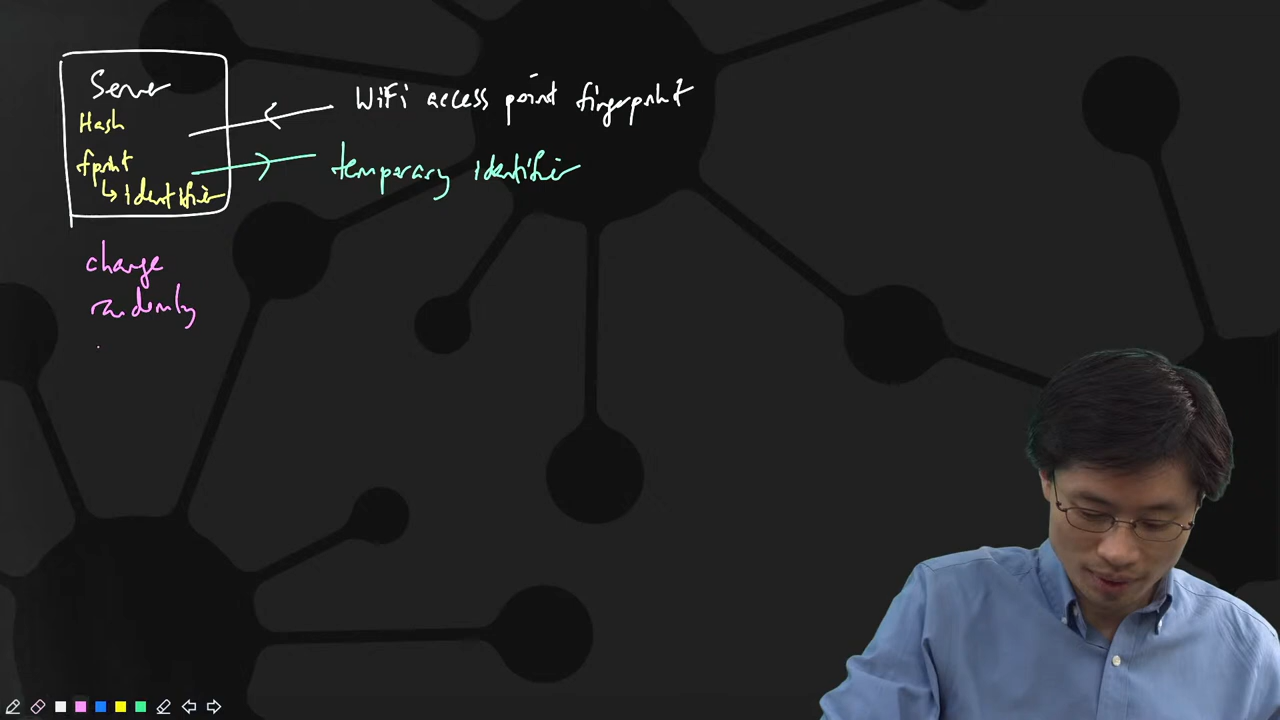 Server
Hash
fprint
↳ identifier
WiFi access point fingerprint
temporary identifier
change
randomly